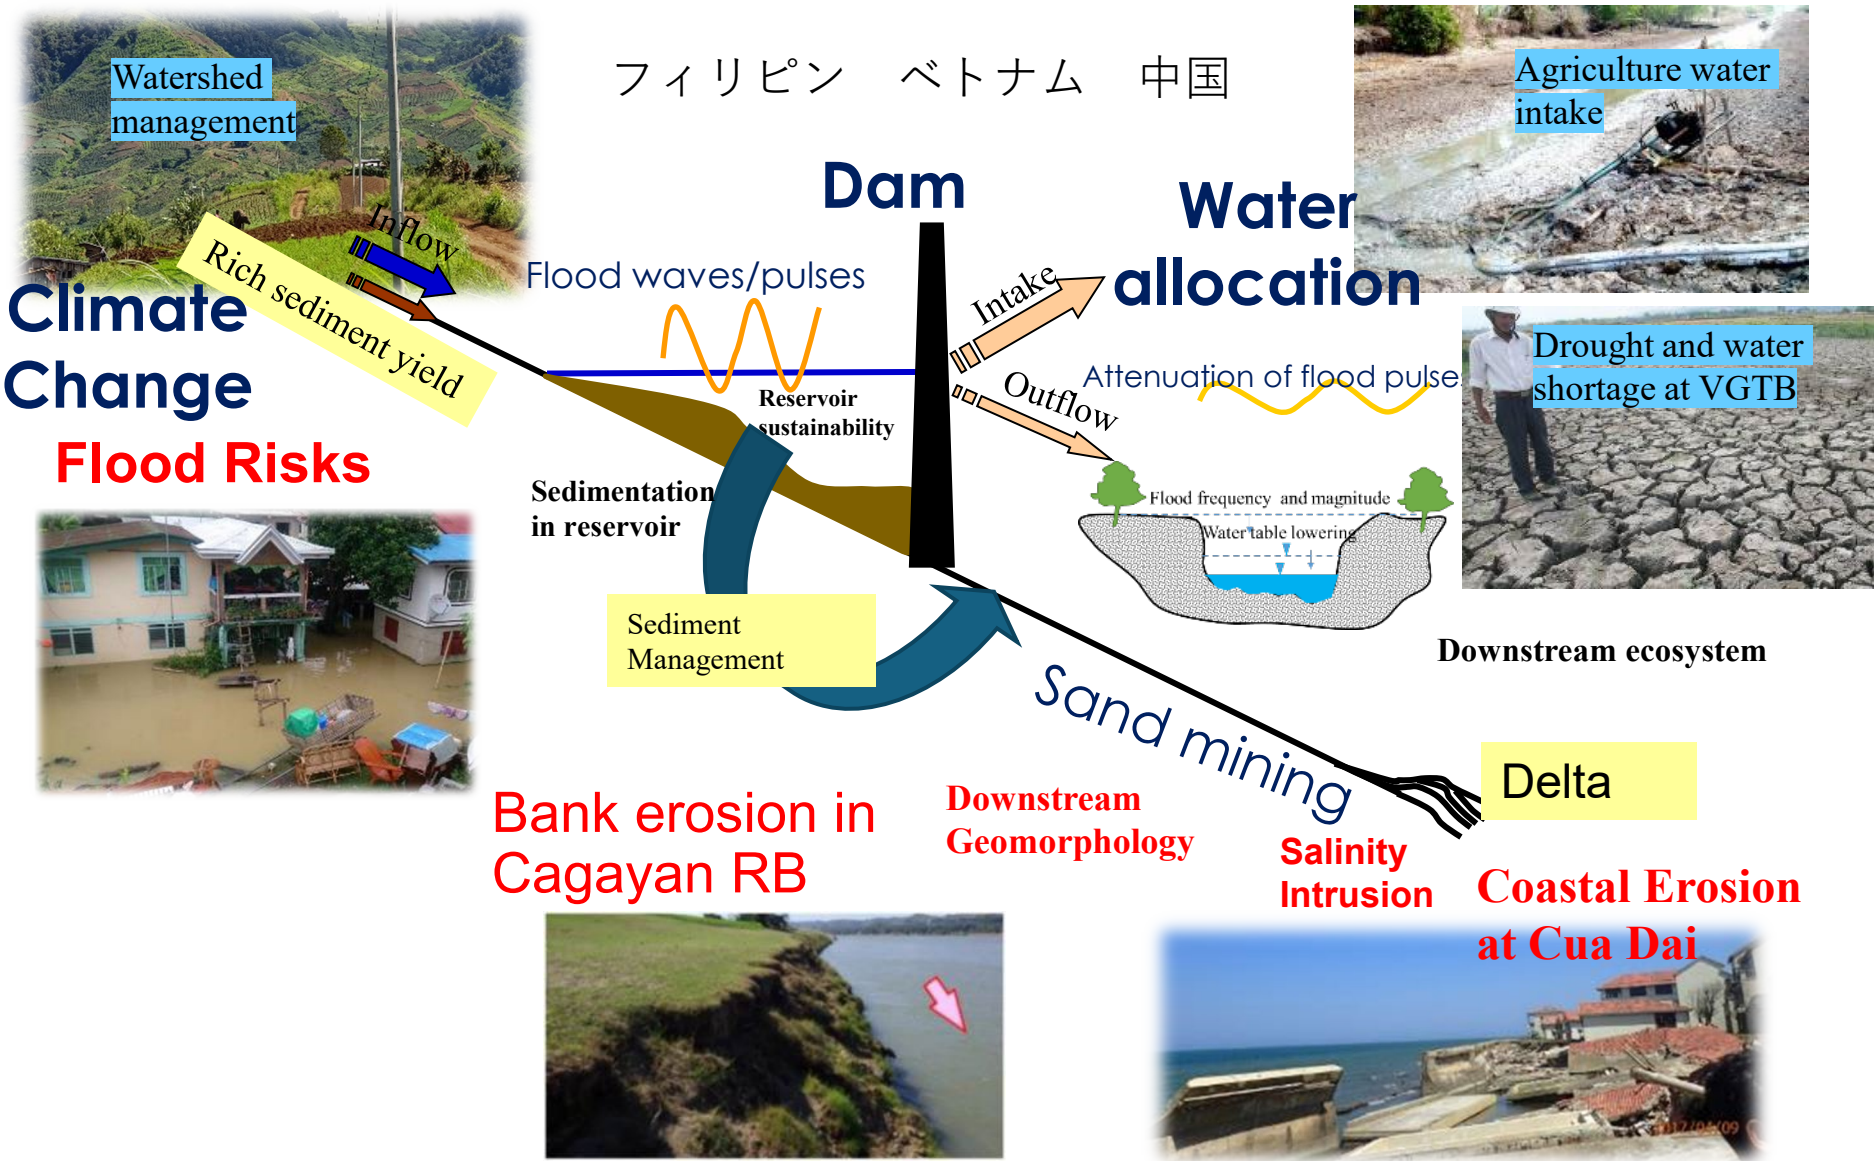 フィリピン　ベトナム　中国
Watershed
management
Agriculture water
intake
Dam
Water
allocation
Inflow
Rich sediment yield
Climate
Change
Flood waves/pulses
Intake
Outflow
Attenuation of flood pulse
Drought and water
shortage at VGTB
Reservoir
sustainability
Flood Risks
Sedimentation
in reservoir
Flood frequency and magnitude
Water table lowering
Sediment
Management
Downstream ecosystem
Sand mining
Delta
Bank erosion in
Cagayan RB
Downstream
Geomorphology
Salinity
Intrusion
Coastal Erosion
at Cua Dai
2017/04/09